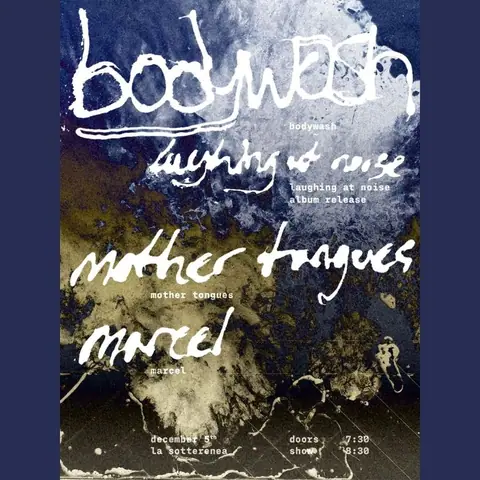 bodywash
bodywash
laughing at noise
laughing at noise
album release
mother tongues
mother tongues
marcel
marcel
december 5th doors 7:30
la sotterenea show 8:30